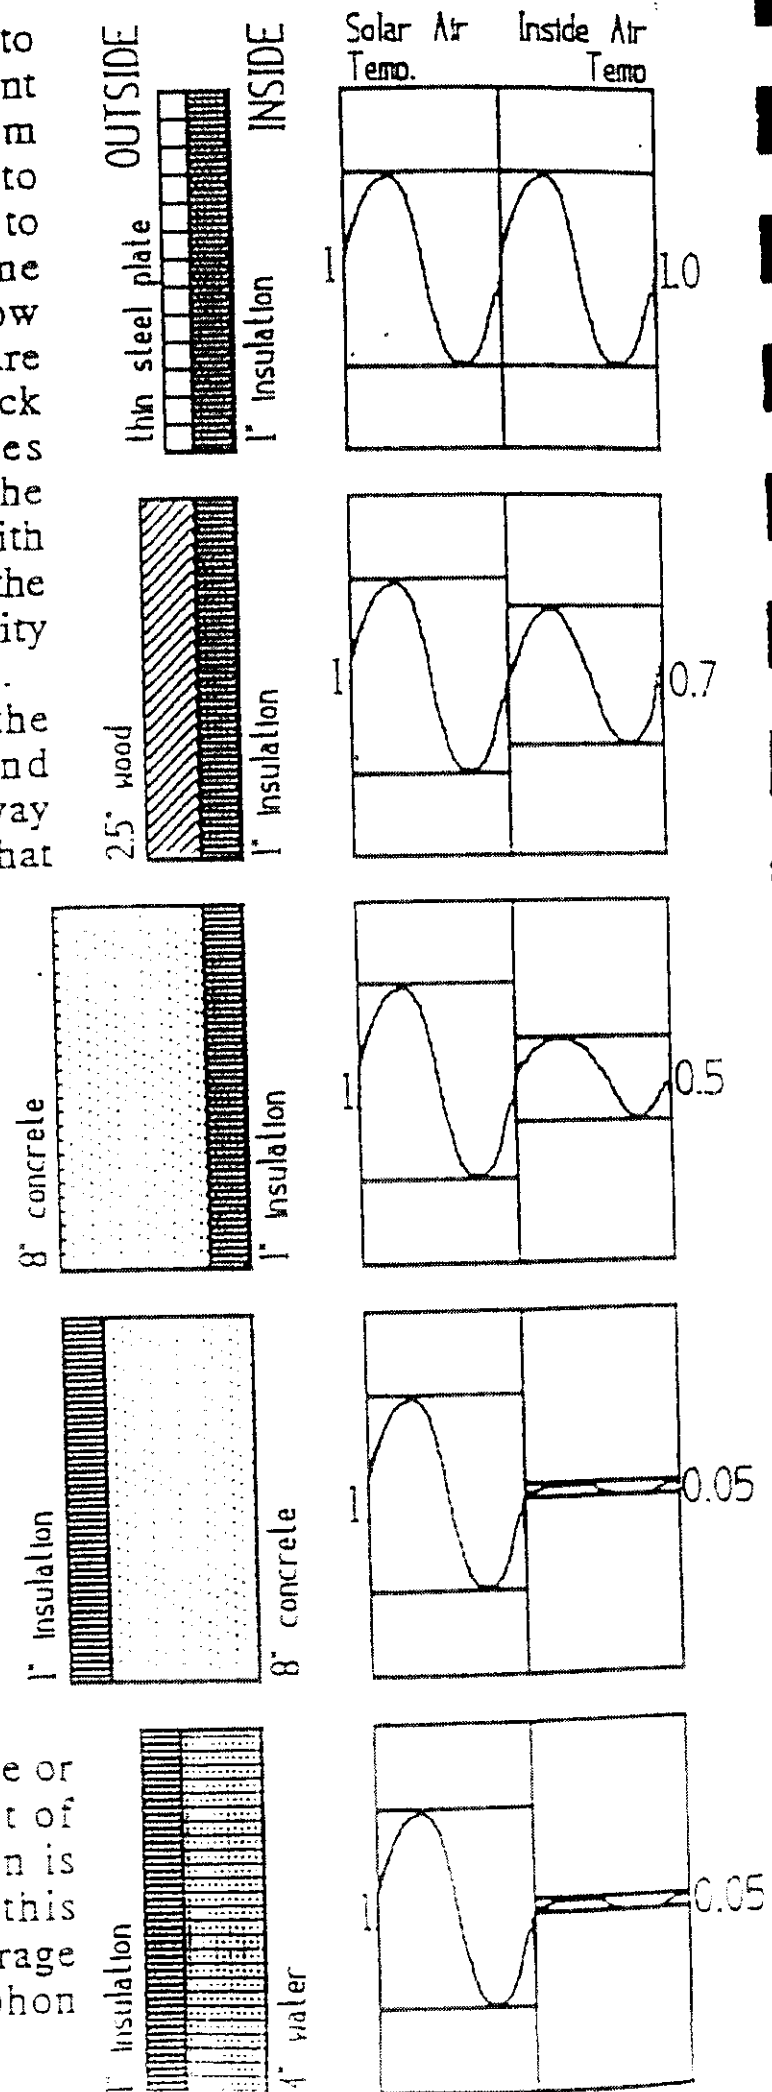 to
nt
m
to
to
ne
ow
are
ck
es
he
ith
the
ity
.
the
nd
vay
hat
e or
t of
n is
this
rage
phon
OUTSIDE
INSIDE
Solar Air
Temp.
Inside Air
Temp
thin steel plate
1" Insulation
1
1.0
2.5" wood
1" Insulation
1
0.7
8" concrete
1" Insulation
1
0.5
1" Insulation
8" concrete
1
0.05
1" Insulation
4" water
1
0.05